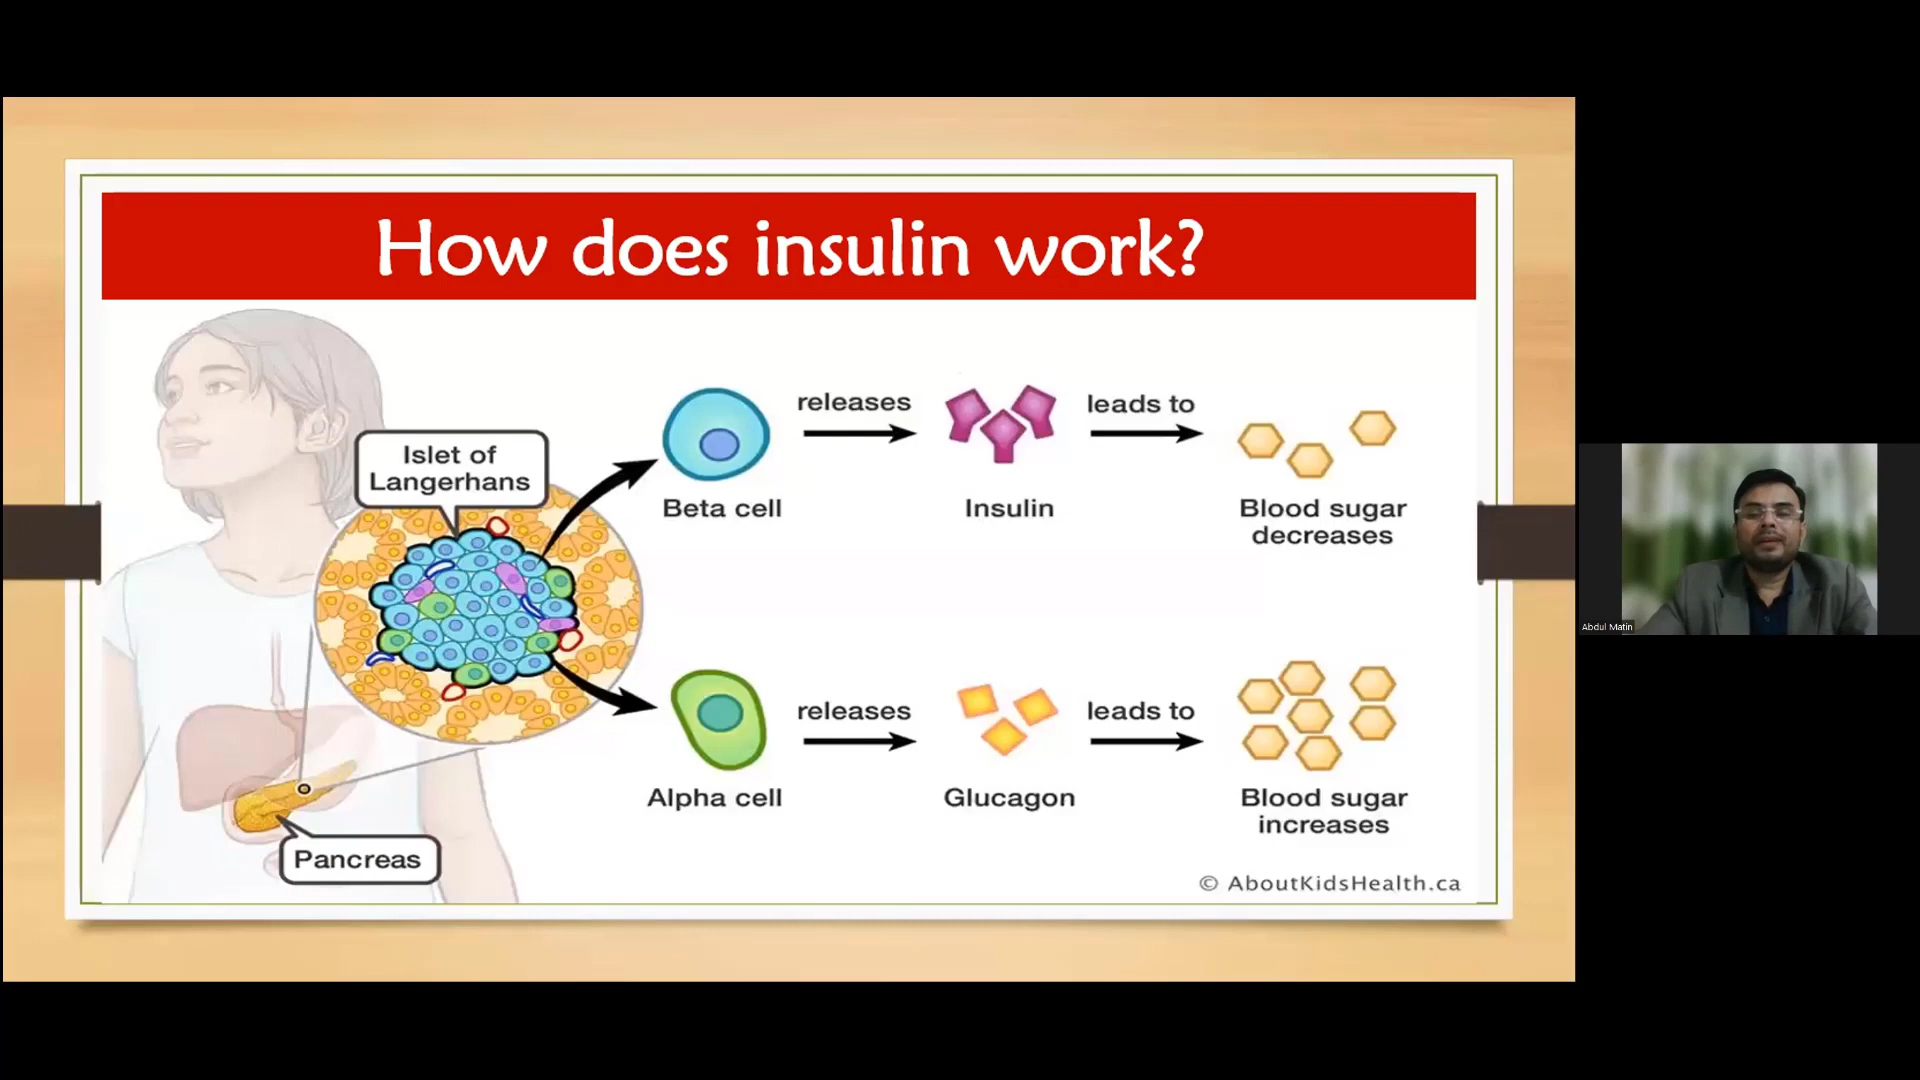 How does insulin work?
Islet of
Langerhans
Pancreas
Beta cell
releases
Insulin
leads to
Blood sugar
decreases
Alpha cell
releases
Glucagon
leads to
Blood sugar
increases
© AboutKidsHealth.ca
Abdul Matin